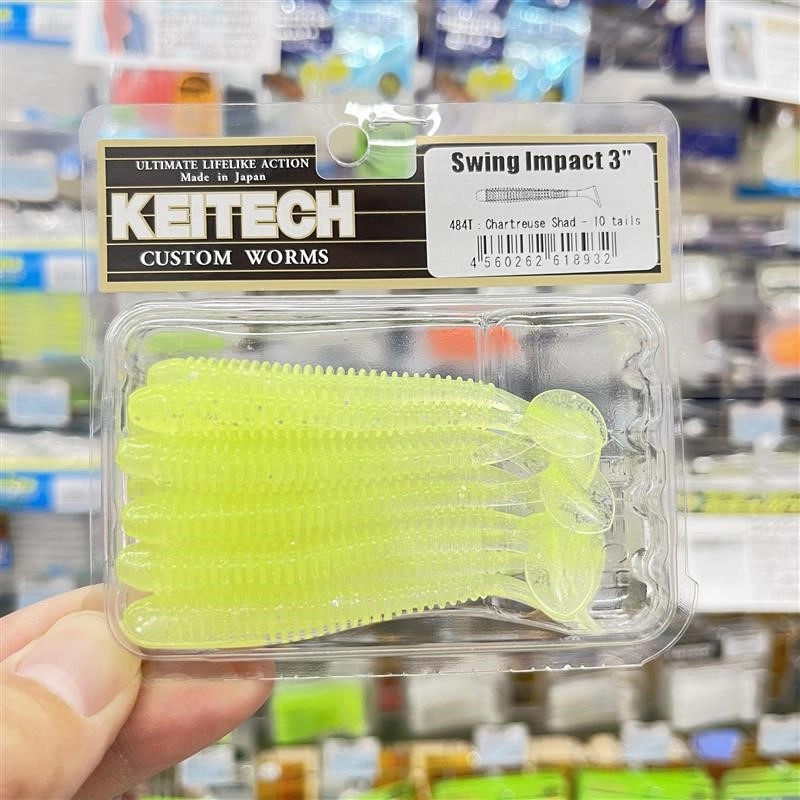 ULTIMATE LIFELIKE ACTION
Made in Japan
KEITECH
CUSTOM WORMS
Swing Impact 3"
484T : Chartreuse Shad - 10 tails
4 560262 618932